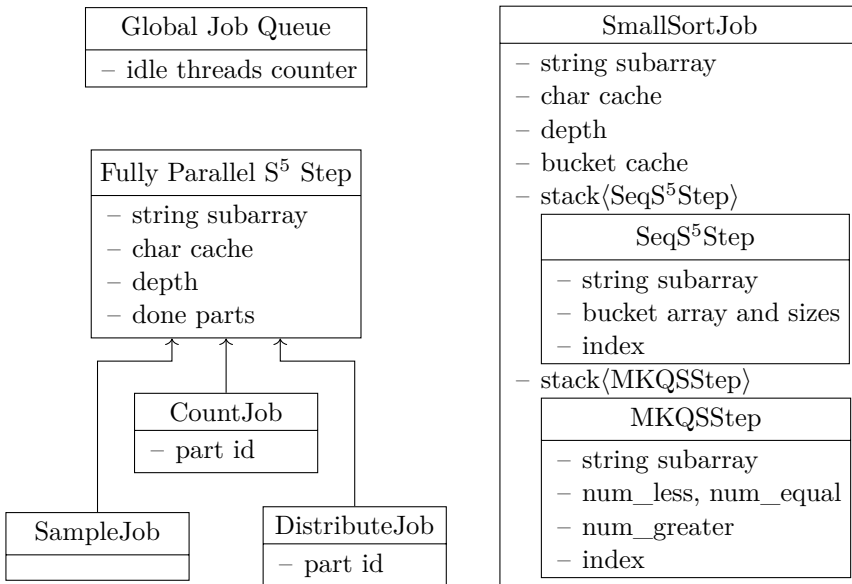 Global Job Queue
– idle threads counter
Fully Parallel S⁵ Step
– string subarray
– char cache
– depth
– done parts
CountJob
– part id
SampleJob
DistributeJob
– part id
SmallSortJob
– string subarray
– char cache
– depth
– bucket cache
– stack⟨SeqS⁵Step⟩
SeqS⁵Step
– string subarray
– bucket array and sizes
– index
– stack⟨MKQSStep⟩
MKQSStep
– string subarray
– num_less, num_equal
– num_greater
– index